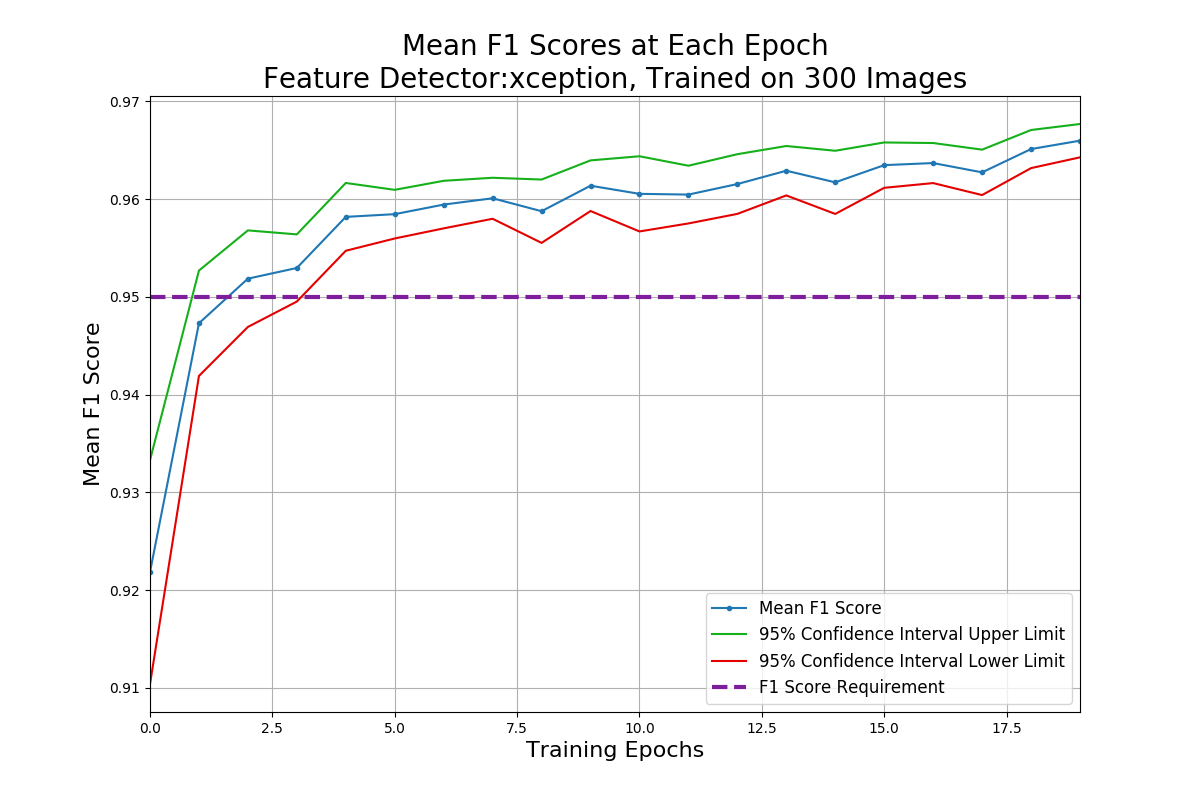 Mean F1 Scores at Each Epoch
Feature Detector:xception, Trained on 300 Images
Mean F1 Score
0.97
0.96
0.95
0.94
0.93
0.92
0.91
Mean F1 Score
95% Confidence Interval Upper Limit
95% Confidence Interval Lower Limit
F1 Score Requirement
0.0 2.5 5.0 7.5 10.0 12.5 15.0 17.5
Training Epochs